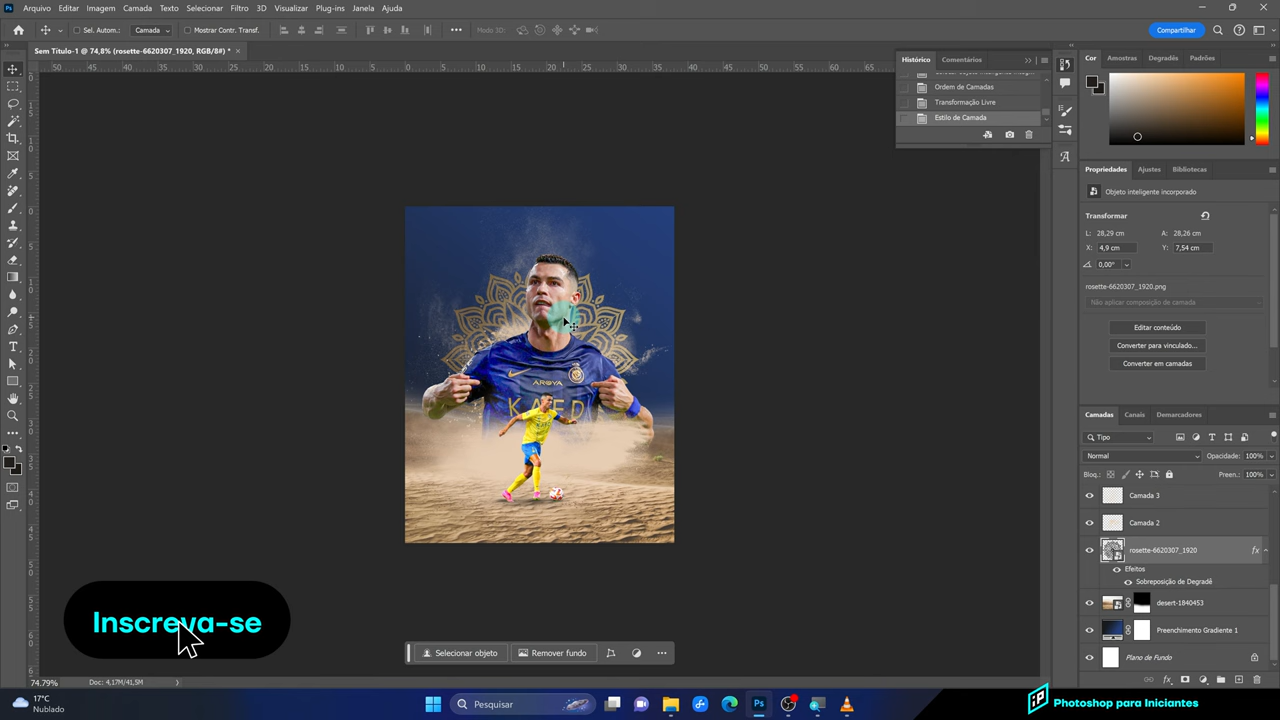 Arquivo Editar Imagem Camada Texto Selecionar Filtro 3D Visualizar Plug-ins Janela Ajuda
Sel. Autom.: Camada Mostrar Contr. Transf. Modo 3D: Compartilhar
Sem Título-1 @ 74,8% (rosette-6620307_1920, RGB/8#) * ×
Histórico Comentários
Ordem de Camadas
Transformação Livre
Estilo de Camada
Cor Amostras Degradês Padrões
Propriedades Ajustes Bibliotecas
Objeto inteligente incorporado
Transformar
L: 28,29 cm A: 28,26 cm
X: 4,9 cm Y: 7,54 cm
0,00°
rosette-6620307_1920.png
Não aplicar composição de camada
Editar conteúdo
Converter para vinculado...
Converter em camadas
Camadas Canais Demarcadores
Tipo
Normal Opacidade: 100%
Bloq.: Preen.: 100%
Camada 3
Camada 2
rosette-6620307_1920 fx
Efeitos
Sobreposição de Degradê
desert-1840453
Preenchimento Gradiente 1
Plano de Fundo
AROYA
KAFD
Inscreva-se
Selecionar objeto Remover fundo
74.79% Doc: 4,17M/41,5M
17°C
Nublado
Pesquisar
Photoshop para Iniciantes